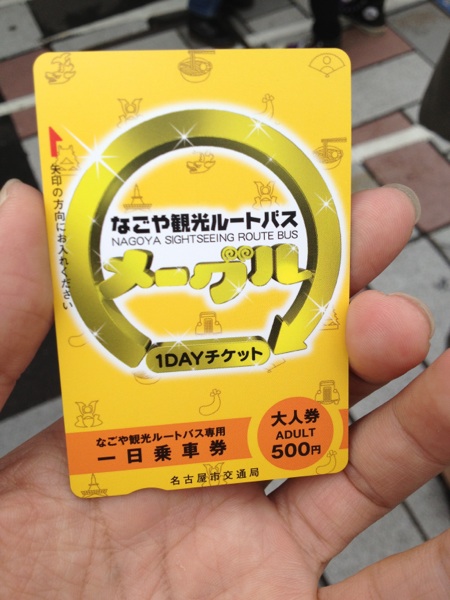 矢印の方向にお入れください
なごや観光ルートバス
NAGOYA SIGHTSEEING ROUTE BUS
メーグル
1DAYチケット
なごや観光ルートバス専用
一日乗車券
大人券
ADULT
500円
名古屋市交通局